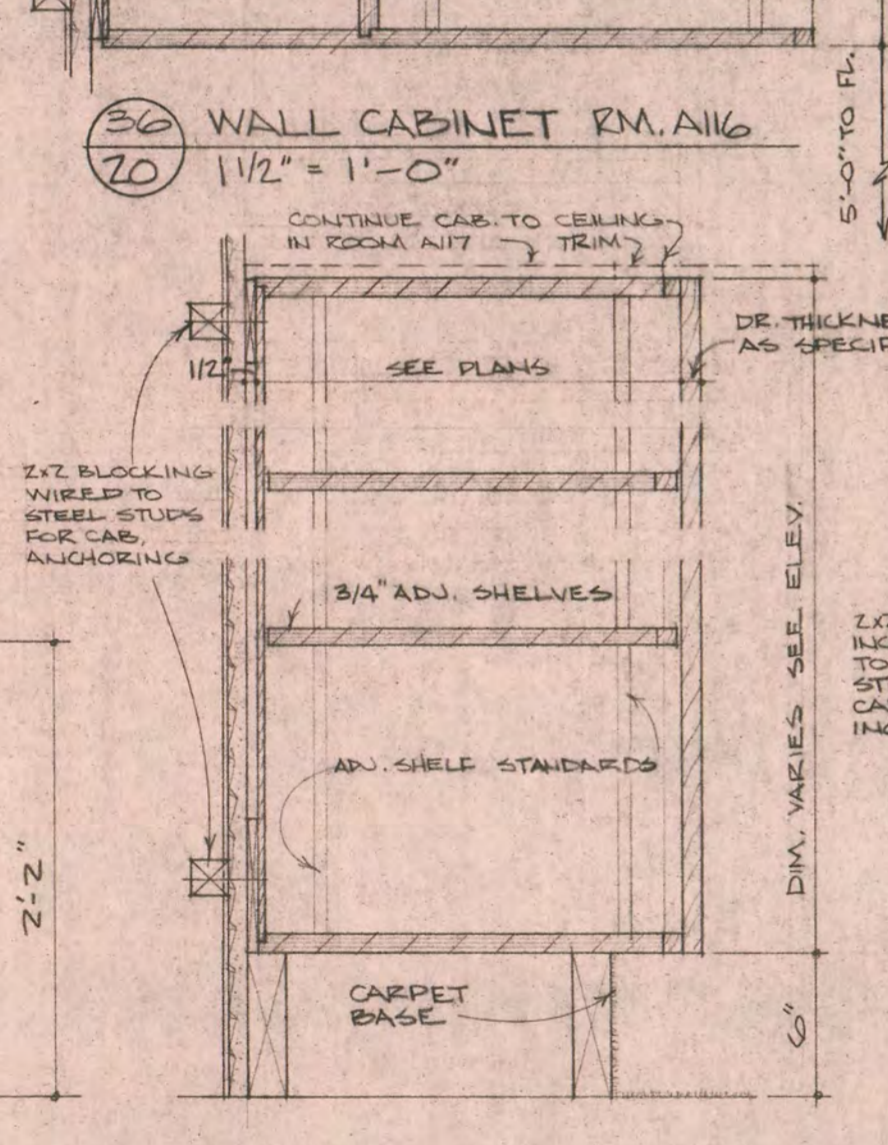 36
20
WALL CABINET RM. A116
1 1/2" = 1'-0"
5'-0" TO FL.
CONTINUE CAB. TO CEILING
IN ROOM A117
TRIM
DR. THICKNE
AS SPECIF
1/2"
SEE PLANS
2x2 BLOCKING
WIRED TO
STEEL STUDS
FOR CAB,
ANCHORING
3/4" ADJ. SHELVES
ADJ. SHELF STANDARDS
DIM. VARIES SEE ELEV.
2'-2"
CARPET
BASE
6"